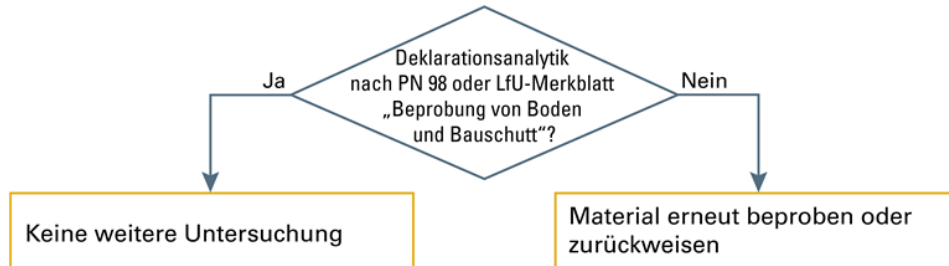 Deklarationsanalytik
nach PN 98 oder LfU-Merkblatt
„Beprobung von Boden
und Bauschutt“?
Ja
Nein
Keine weitere Untersuchung
Material erneut beproben oder
zurückweisen